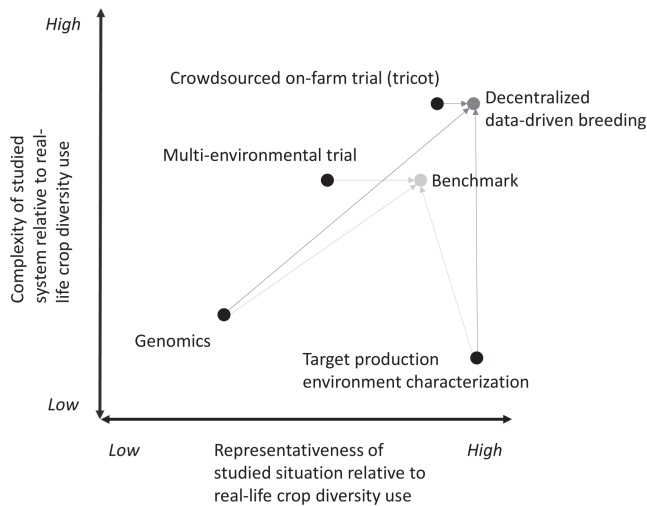 High
Crowdsourced on-farm trial (tricot)
Decentralized
data-driven breeding
Multi-environmental trial
Benchmark
Complexity of studied
system relative to real-
life crop diversity use
Genomics
Target production
environment characterization
Low
Low
Representativeness of
studied situation relative to
real-life crop diversity use
High